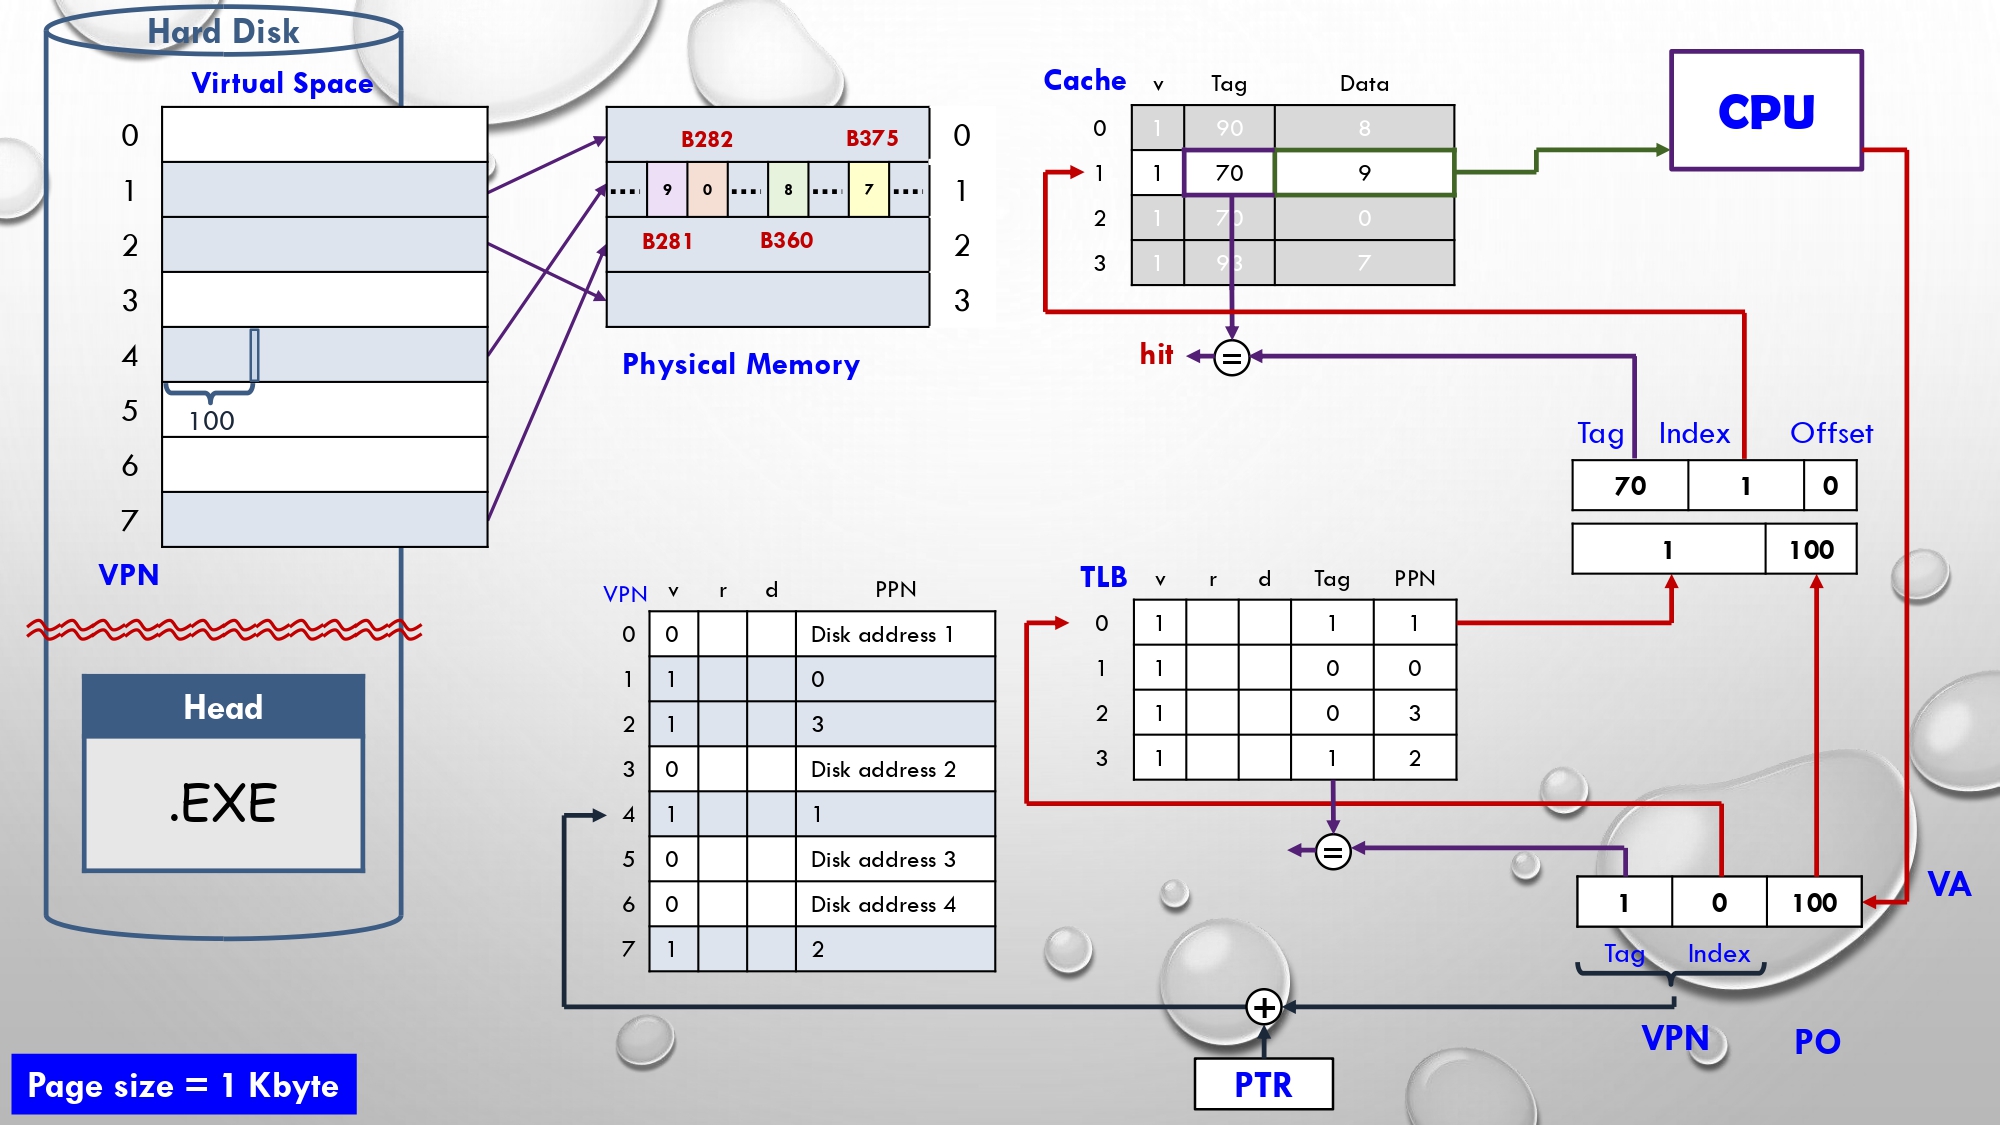 Hard Disk
Virtual Space
0
1
2
3
4
5
6
7
100
VPN
Head
.EXE
Page size = 1 Kbyte
B282 B375
.... 9 0 .... 8 .... 7 ....
B281 B360
0
1
2
3
Physical Memory
Cache v Tag Data
0 1 90 8
1 1 70 9
2 1 70 0
3 1 93 7
=
hit
CPU
Tag Index Offset
70 1 0
1 100
VPN v r d PPN
0 0 Disk address 1
1 1 0
2 1 3
3 0 Disk address 2
4 1 1
5 0 Disk address 3
6 0 Disk address 4
7 1 2
TLB v r d Tag PPN
0 1 1 1
1 1 0 0
2 1 0 3
3 1 1 2
=
1 0 100
VA
Tag Index
+
VPN PO
PTR